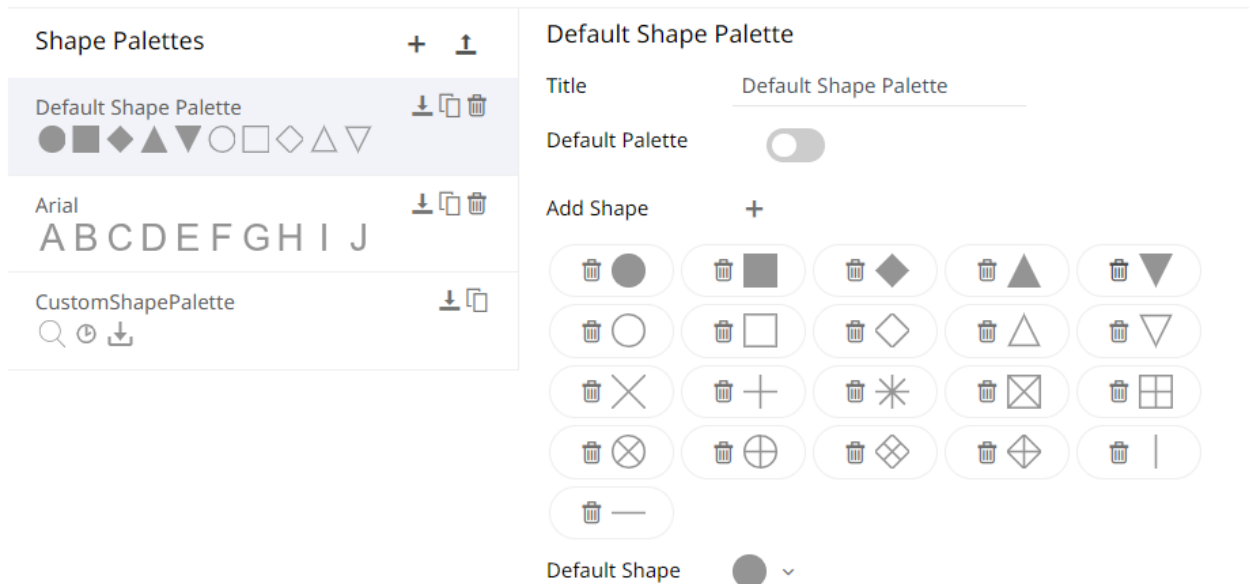 Shape Palettes
Default Shape Palette
Arial
A B C D E F G H I J
CustomShapePalette
Default Shape Palette
Title Default Shape Palette
Default Palette
Add Shape
Default Shape